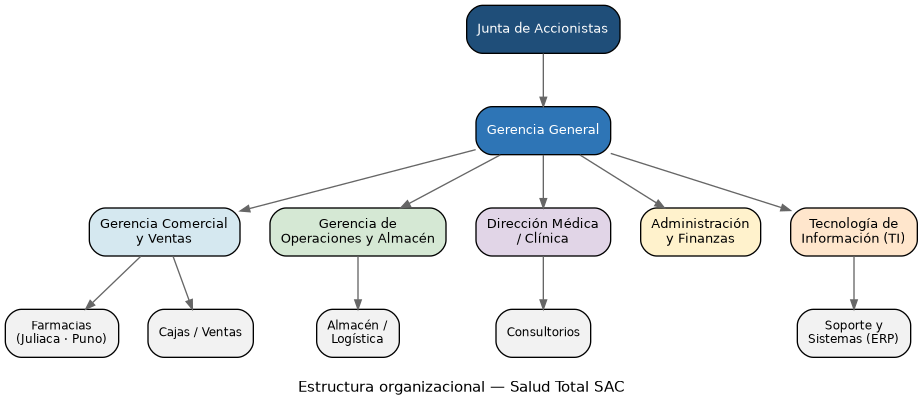 Junta de Accionistas
Gerencia General
Gerencia Comercial
y Ventas
Gerencia de
Operaciones y Almacén
Dirección Médica
/ Clínica
Administración
y Finanzas
Tecnología de
Información (TI)
Farmacias
(Juliaca · Puno)
Cajas / Ventas
Almacén /
Logística
Consultorios
Soporte y
Sistemas (ERP)
Estructura organizacional — Salud Total SAC